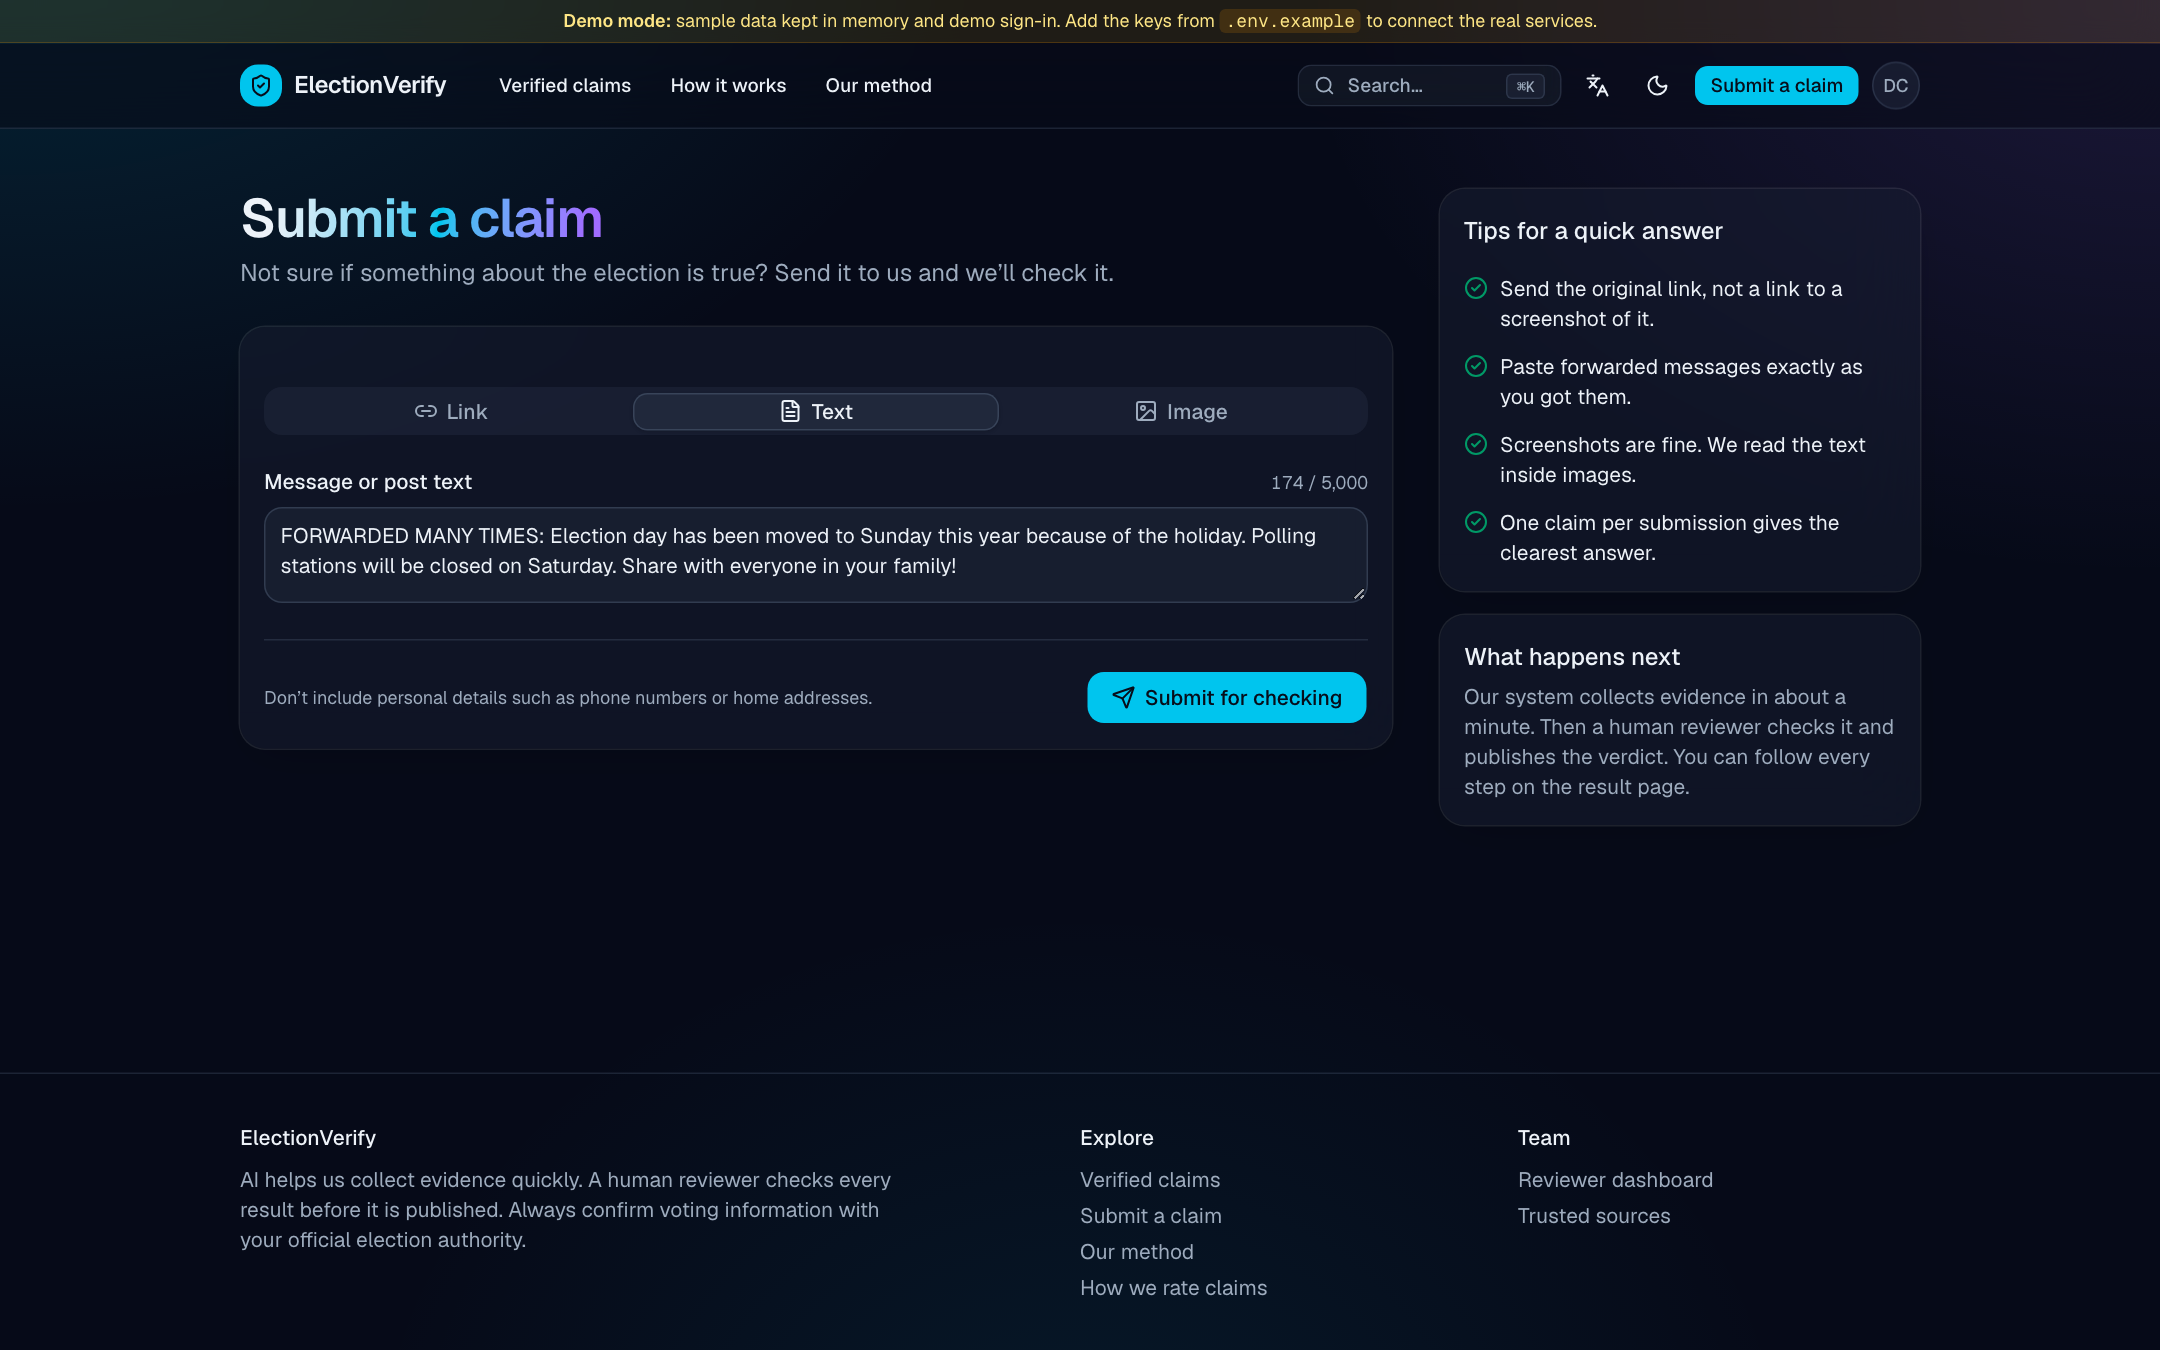 Demo mode: sample data kept in memory and demo sign-in. Add the keys from .env.example to connect the real services.
ElectionVerify
Verified claims
How it works
Our method
Search...
⌘K
Submit a claim
DC
Submit a claim
Not sure if something about the election is true? Send it to us and we’ll check it.
Link
Text
Image
Message or post text
174 / 5,000
FORWARDED MANY TIMES: Election day has been moved to Sunday this year because of the holiday. Polling
stations will be closed on Saturday. Share with everyone in your family!
Don’t include personal details such as phone numbers or home addresses.
Submit for checking
Tips for a quick answer
Send the original link, not a link to a
screenshot of it.
Paste forwarded messages exactly as
you got them.
Screenshots are fine. We read the text
inside images.
One claim per submission gives the
clearest answer.
What happens next
Our system collects evidence in about a
minute. Then a human reviewer checks it and
publishes the verdict. You can follow every
step on the result page.
ElectionVerify
AI helps us collect evidence quickly. A human reviewer checks every
result before it is published. Always confirm voting information with
your official election authority.
Explore
Verified claims
Submit a claim
Our method
How we rate claims
Team
Reviewer dashboard
Trusted sources